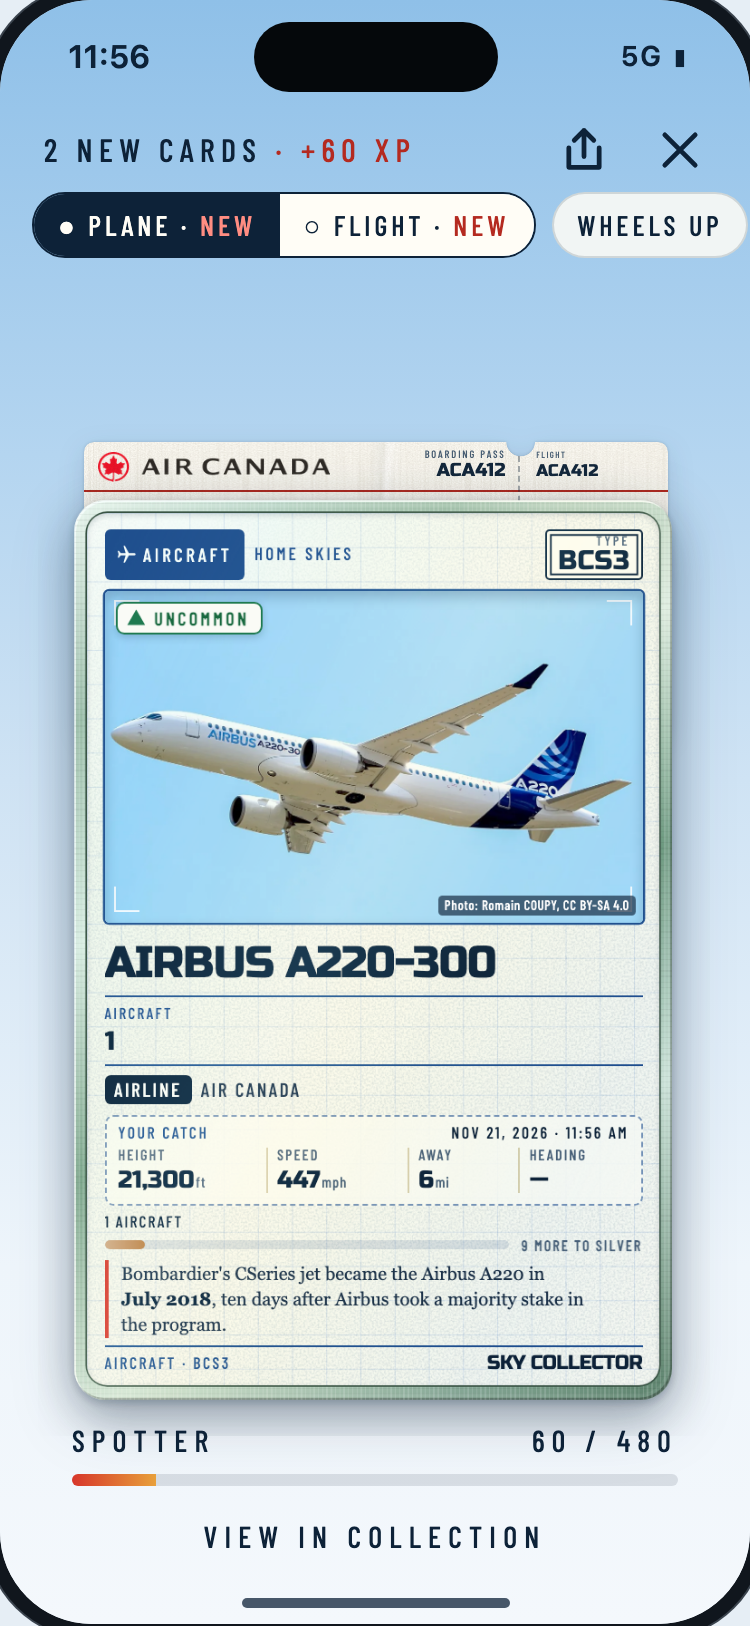 11:56
5G
2 NEW CARDS · +60 XP
PLANE · NEW
FLIGHT · NEW
WHEELS UP
AIR CANADA
BOARDING PASS
ACA412
FLIGHT
ACA412
AIRCRAFT
HOME SKIES
TYPE
BCS3
UNCOMMON
AIRBUS A220-30
A220
Photo: Romain COUPY, CC BY-SA 4.0
AIRBUS A220-300
AIRCRAFT
1
AIRLINE AIR CANADA
YOUR CATCH
NOV 21, 2026 · 11:56 AM
HEIGHT
21,300ft
SPEED
447mph
AWAY
6mi
HEADING
—
1 AIRCRAFT
9 MORE TO SILVER
Bombardier's CSeries jet became the Airbus A220 in
July 2018, ten days after Airbus took a majority stake in
the program.
AIRCRAFT · BCS3
SKY COLLECTOR
SPOTTER
60 / 480
VIEW IN COLLECTION